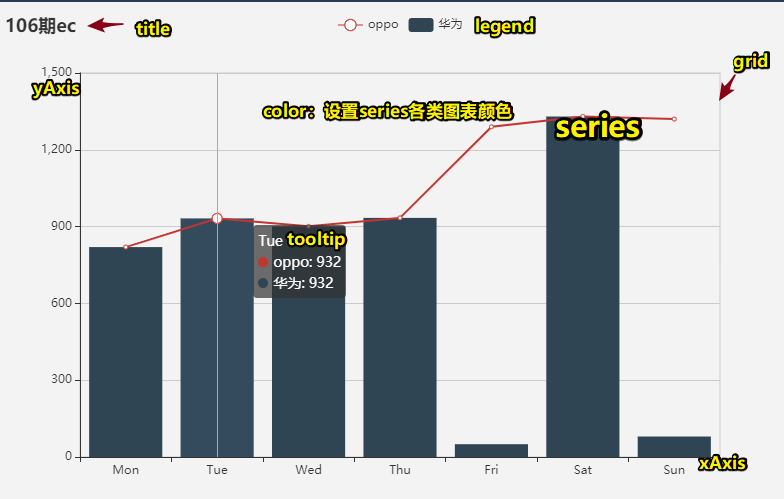 106期ec
title
oppo
华为
legend
grid
1,500
yAxis
color：设置series各类图表颜色
series
1,200
900
Tue
tooltip
oppo: 932
华为: 932
600
300
0
Mon
Tue
Wed
Thu
Fri
Sat
Sun
xAxis